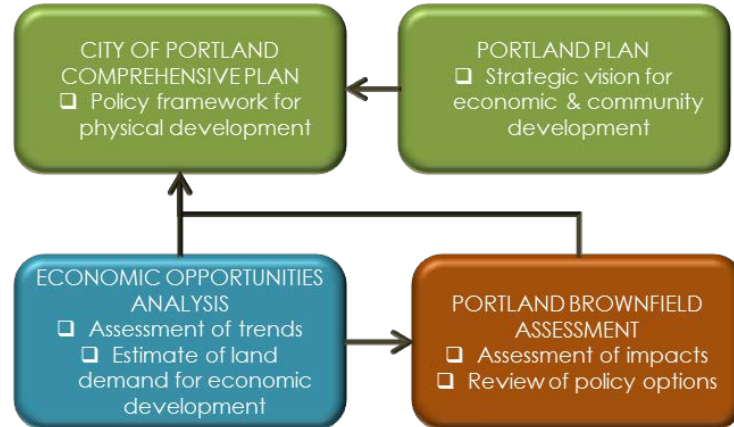 CITY OF PORTLAND
COMPREHENSIVE PLAN
❑ Policy framework for
physical development
PORTLAND PLAN
❑ Strategic vision for
economic & community
development
ECONOMIC OPPORTUNITIES
ANALYSIS
❑ Assessment of trends
❑ Estimate of land
demand for economic
development
PORTLAND BROWNFIELD
ASSESSMENT
❑ Assessment of impacts
❑ Review of policy options